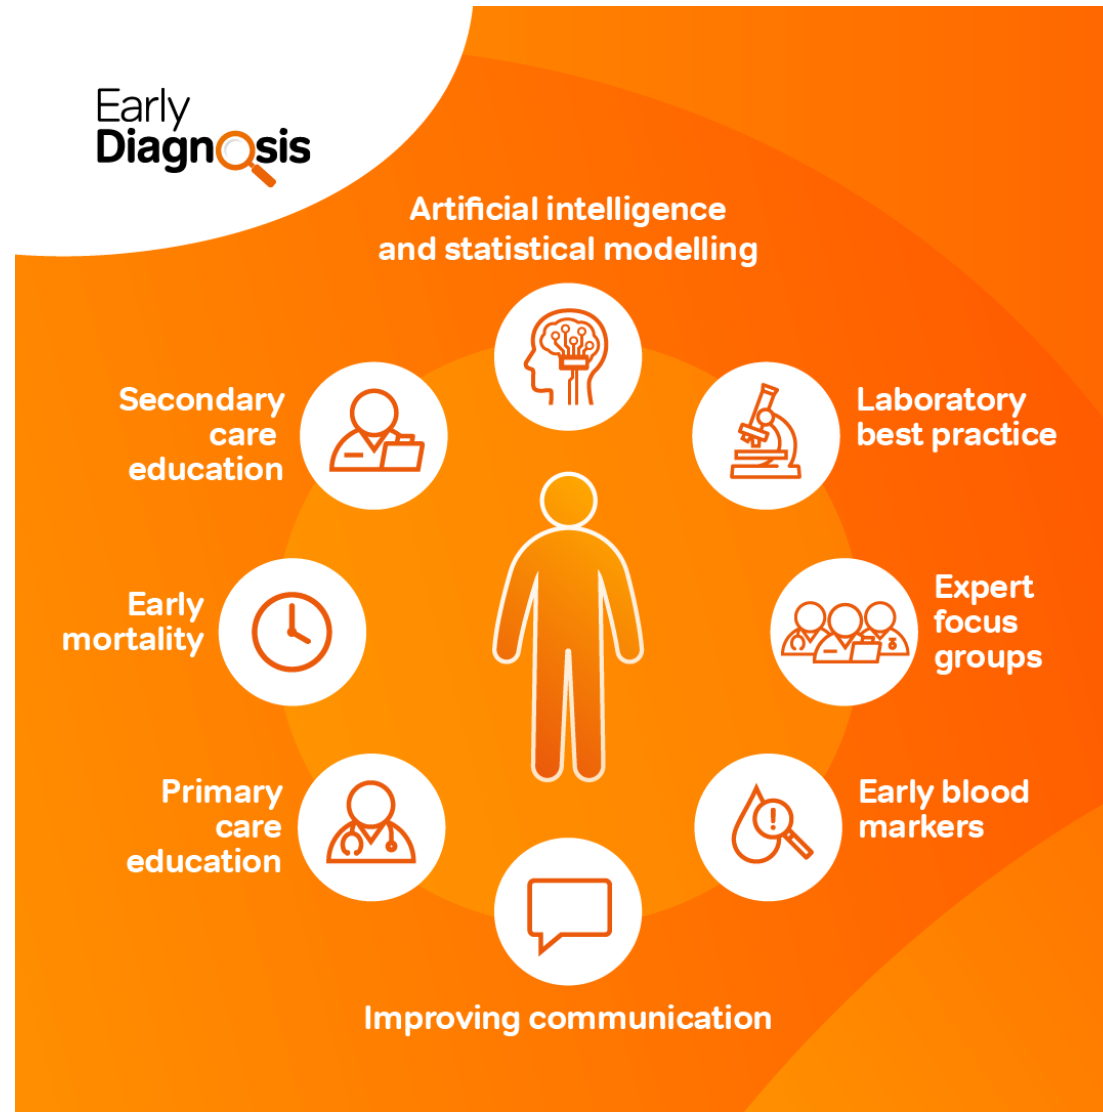 Early
Diagnosis
Artificial intelligence
and statistical modelling
Secondary
care
education
Laboratory
best practice
Early
mortality
Expert
focus
groups
Primary
care
education
Early blood
markers
Improving communication